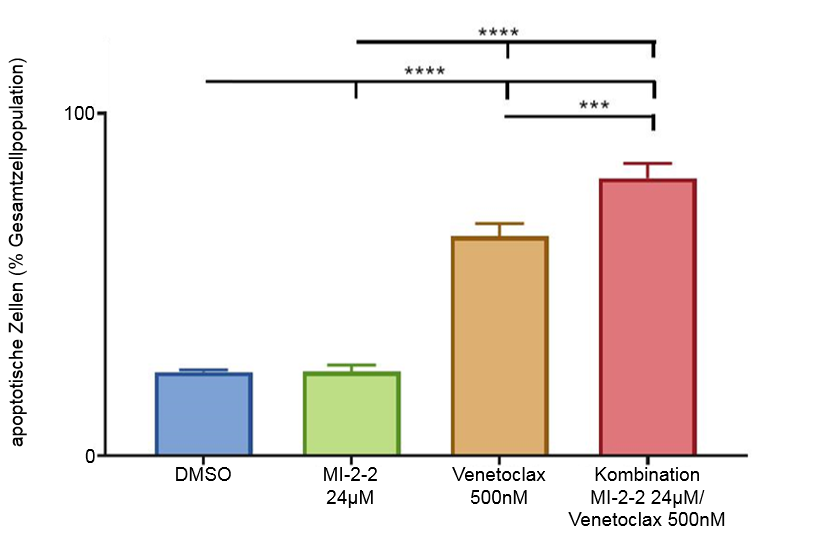 ****
****
***
100
apoptotische Zellen (% Gesamtzellpopulation)
0
DMSO
MI-2-2
24µM
Venetoclax
500nM
Kombination
MI-2-2 24µM/
Venetoclax 500nM